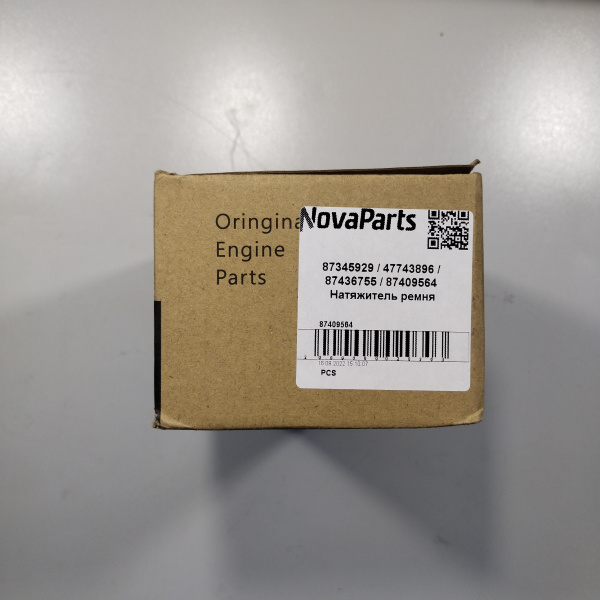 Oringina
Engine
Parts
NovaParts
87345929 / 47743896 /
87436755 / 87409564
Натяжитель ремня
87409564
PCS